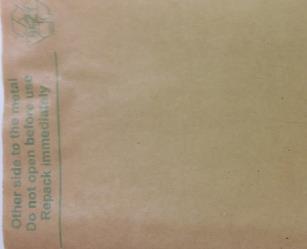 Other side to the metal
Do not open before use
Repack immediately